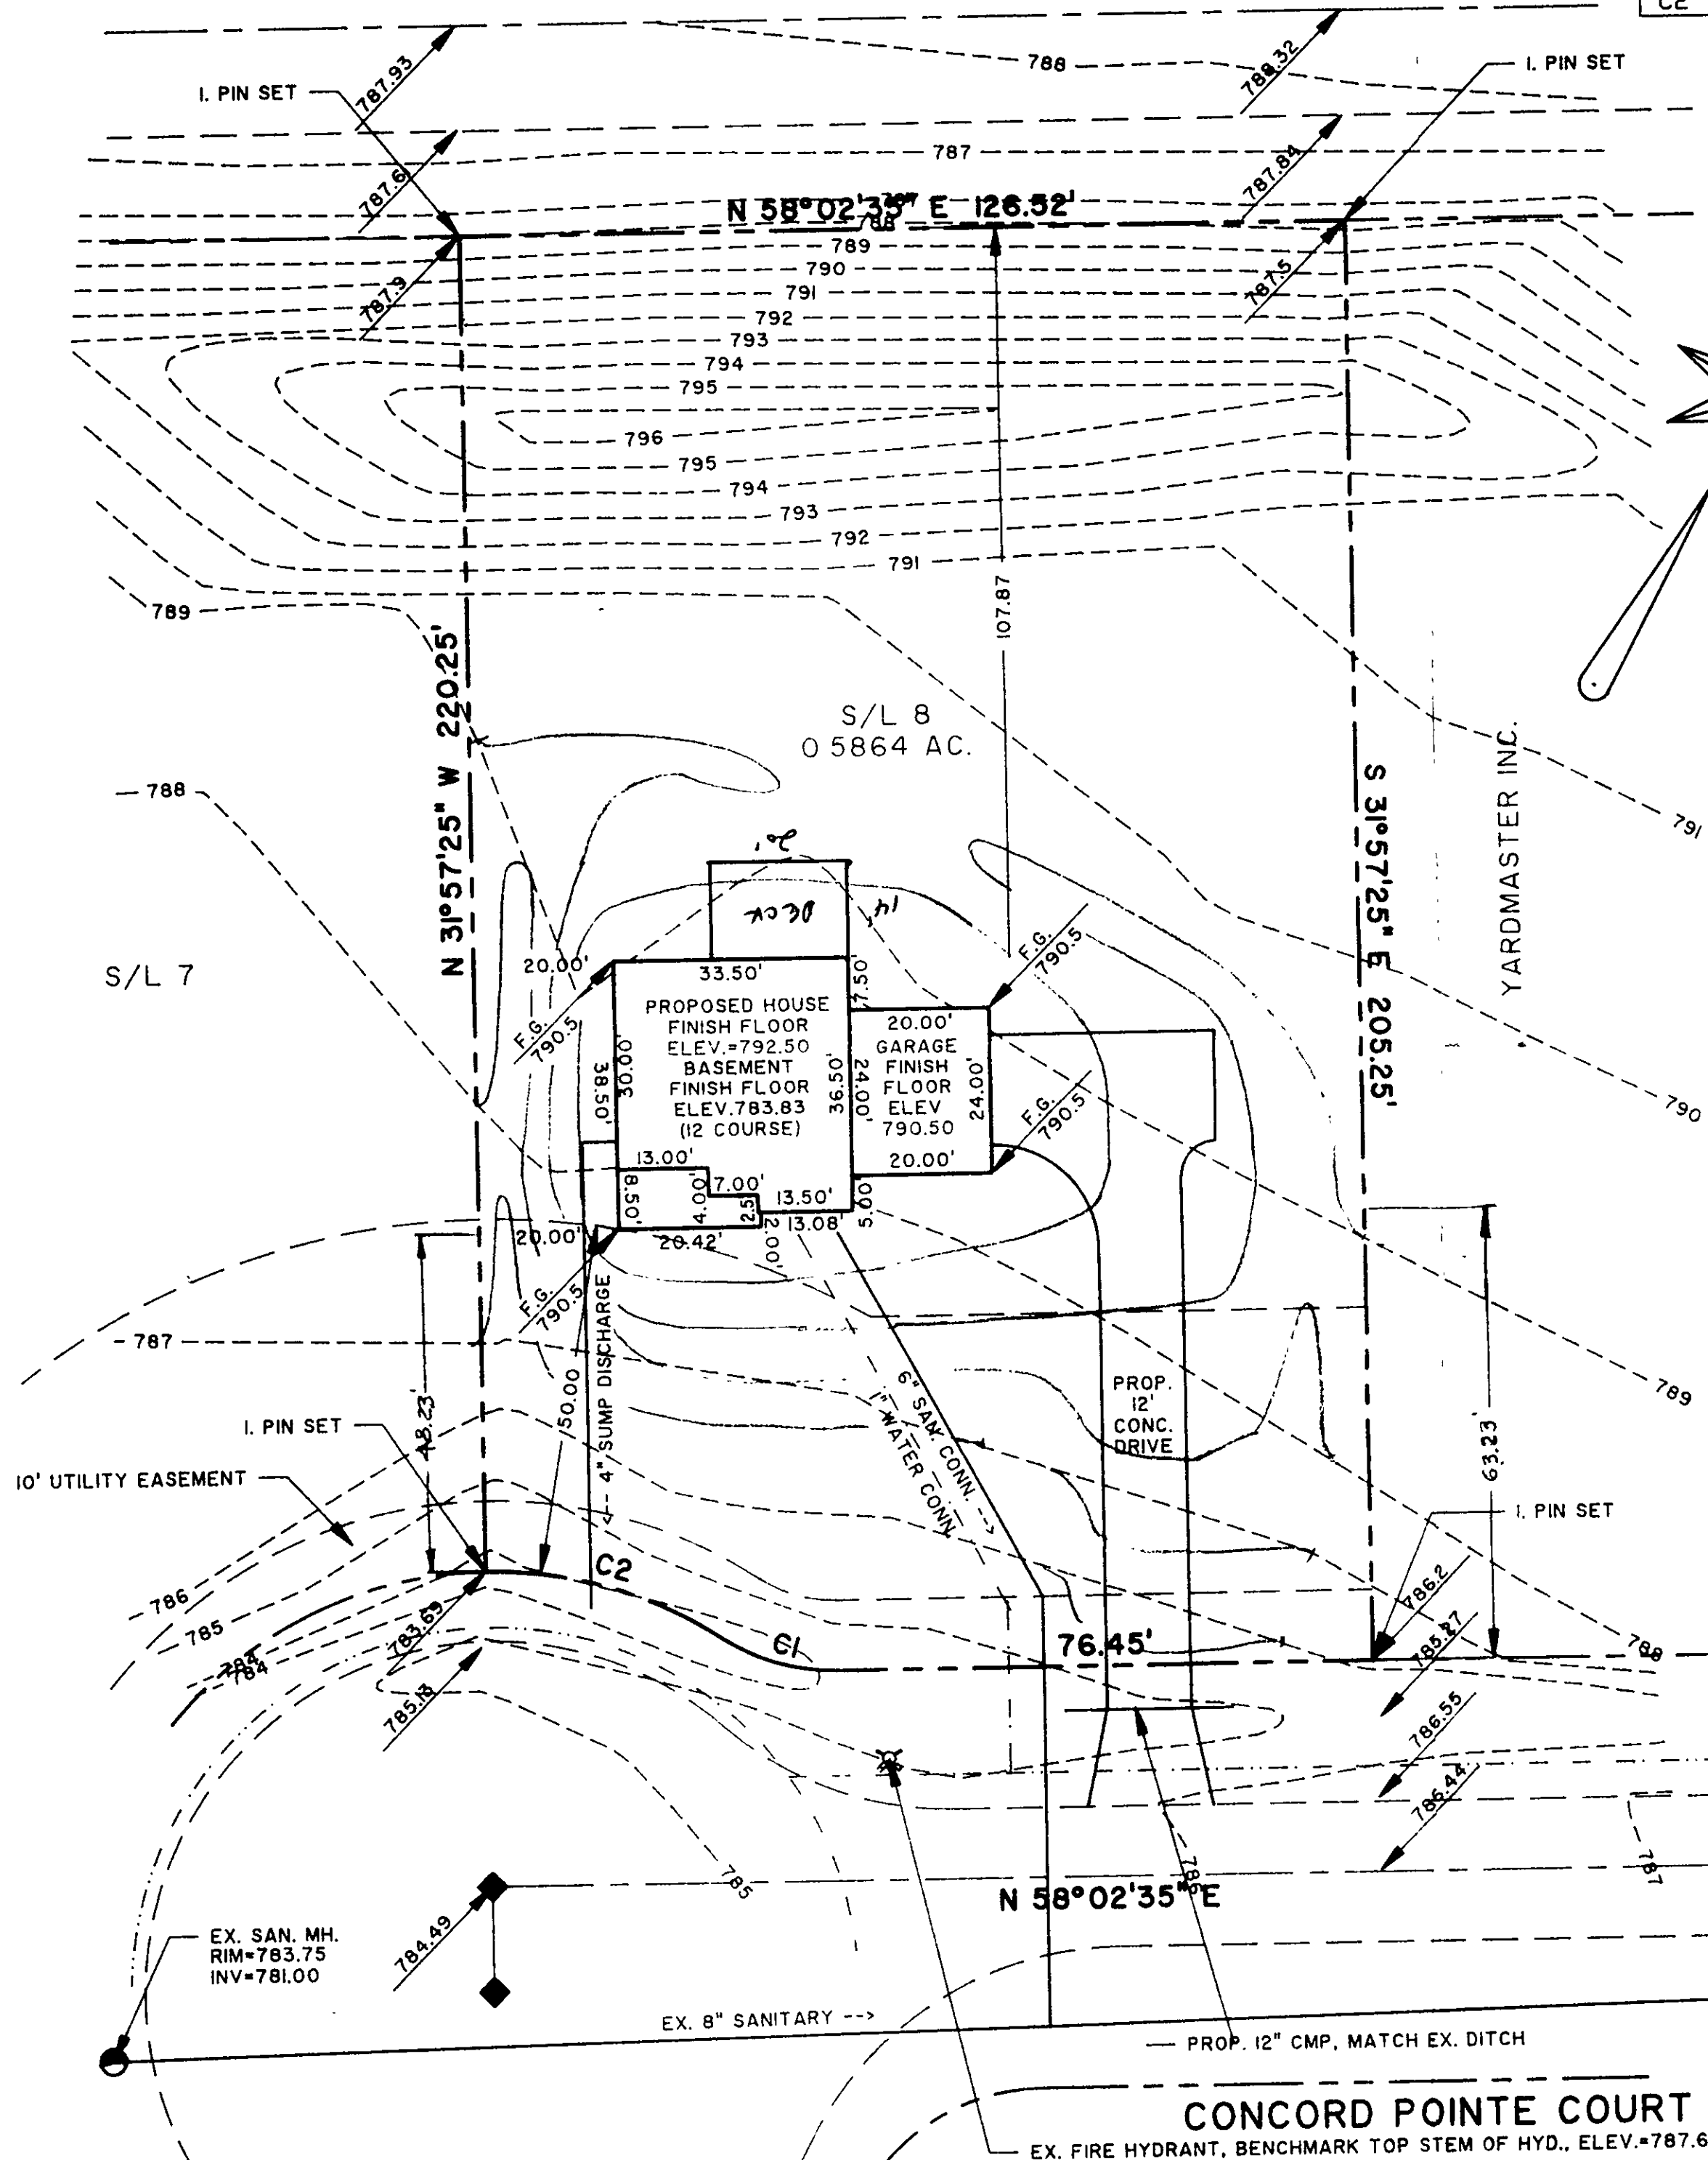 C2
788
787.93
788.32
I. PIN SET
I. PIN SET
787
787.6
787.84
N 58°02'35" E 126.52'
788
789
790
787.9
787.5
791
792
793
794
795
796
795
794
793
792
791
789
107.87
N 31°57'25" W 220.25'
S/L 8
0.5864 AC.
S 31°57'25" E 205.25'
YARDMASTER INC.
788
791
20'
DECK
14'
S/L 7
20.00'
33.50'
7.50'
F.G.
790.5
F.G.
790.5
PROPOSED HOUSE
FINISH FLOOR
ELEV.=792.50
BASEMENT
FINISH FLOOR
ELEV.783.83
(12 COURSE)
30.00'
38.50'
36.50'
24.00'
20.00'
GARAGE
FINISH
FLOOR
ELEV
790.50
24.00'
20.00'
F.G.
790.5
790
13.00'
8.50'
4.00'
7.00'
2.5'
13.50'
13.08'
5.00'
2.00'
20.00'
20.42'
F.G.
790.5
787
48.23'
150.00
<-- 4" SUMP DISCHARGE
6" SAN. CONN. -->
1" WATER CONN.
PROP.
12'
CONC.
DRIVE
789
63.23'
I. PIN SET
10' UTILITY EASEMENT
I. PIN SET
C2
786
785
784
784
783.69
C1
76.45'
786.2
785.27
788
785.13
786.55
786.44
785
786
787
N 58°02'35" E
784.49
EX. SAN. MH.
RIM=783.75
INV=781.00
EX. 8" SANITARY -->
PROP. 12" CMP, MATCH EX. DITCH
CONCORD POINTE COURT
EX. FIRE HYDRANT, BENCHMARK TOP STEM OF HYD., ELEV.=787.6